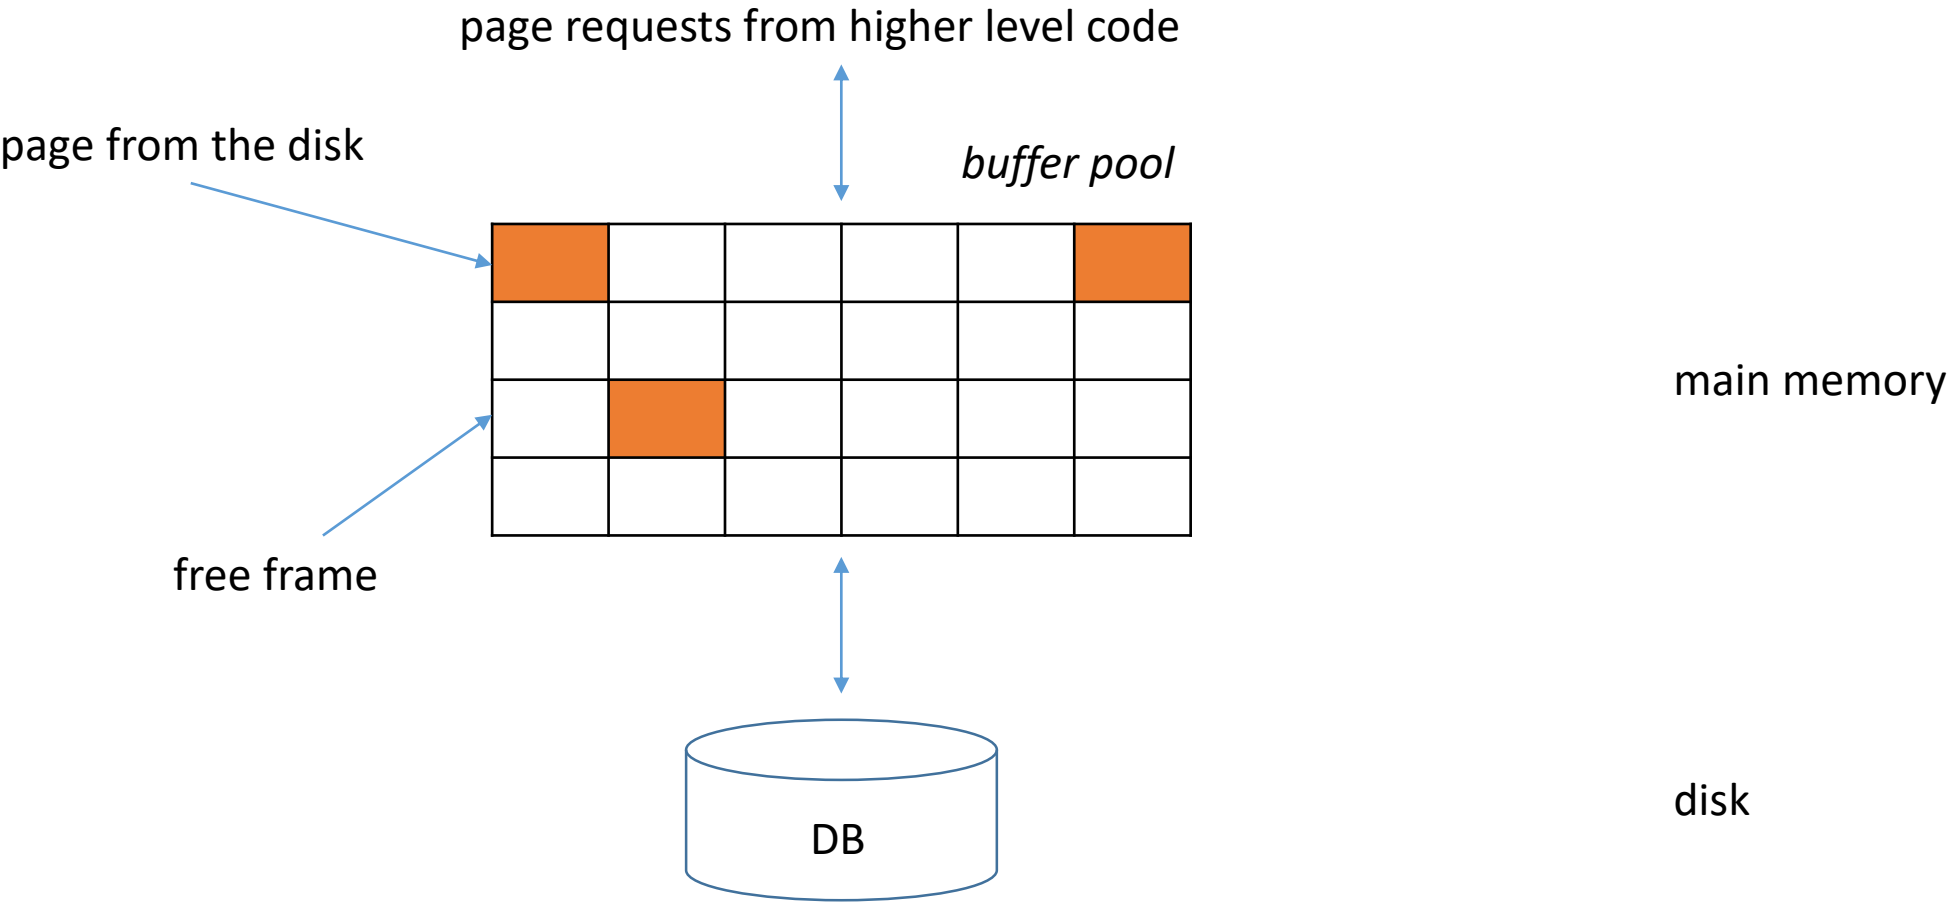 page requests from higher level code
page from the disk
buffer pool
main memory
free frame
disk
DB